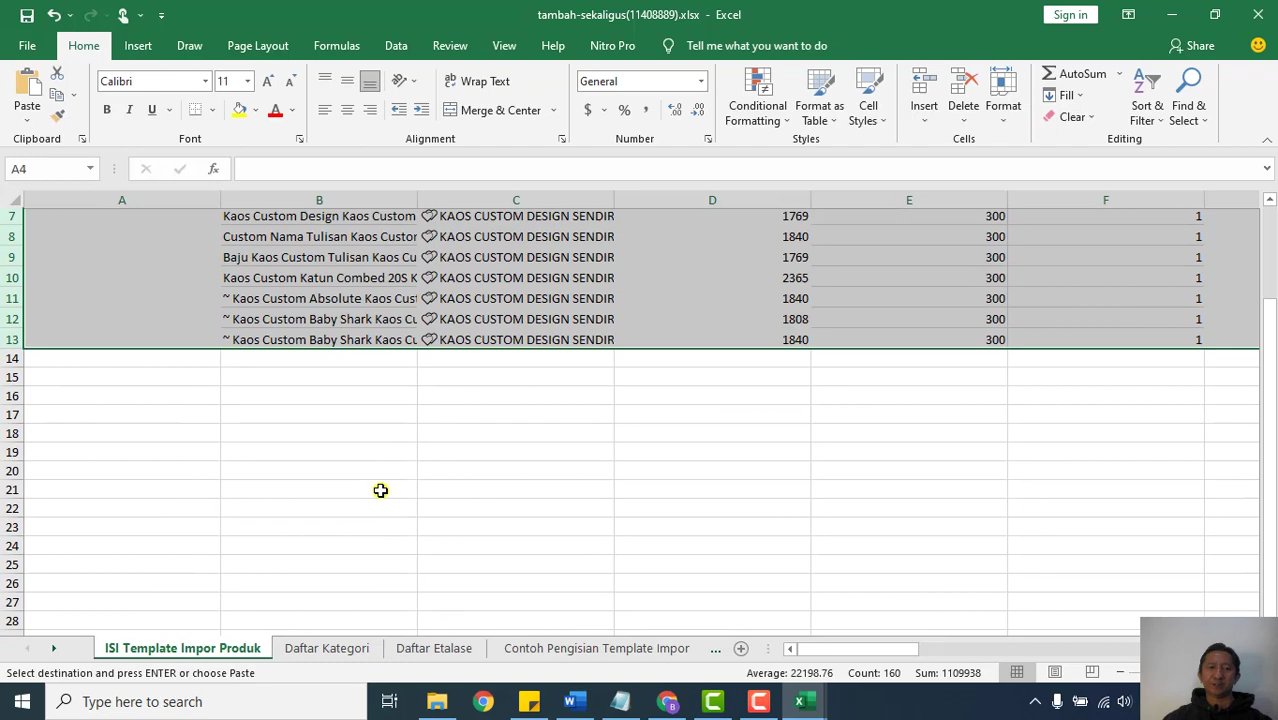 tambah-sekaligus(11408889).xlsx - Excel
Sign in
File Home Insert Draw Page Layout Formulas Data Review View Help Nitro Pro Tell me what you want to do Share
Paste
Calibri 11
B I U
Wrap Text
Merge & Center
General
$ % ,
Conditional Formatting
Format as Table
Cell Styles
Insert Delete Format
AutoSum
Fill
Clear
Sort & Filter
Find & Select
Clipboard Font Alignment Number Styles Cells Editing
A4 fx
A B C D E F
7 Kaos Custom Design Kaos Custom KAOS CUSTOM DESIGN SENDIR 1769 300 1
8 Custom Nama Tulisan Kaos Custor KAOS CUSTOM DESIGN SENDIR 1840 300 1
9 Baju Kaos Custom Tulisan Kaos Cu KAOS CUSTOM DESIGN SENDIR 1769 300 1
10 Kaos Custom Katun Combed 20S K KAOS CUSTOM DESIGN SENDIR 2365 300 1
11 ~ Kaos Custom Absolute Kaos Cust KAOS CUSTOM DESIGN SENDIR 1840 300 1
12 ~ Kaos Custom Baby Shark Kaos Cu KAOS CUSTOM DESIGN SENDIR 1808 300 1
13 ~ Kaos Custom Baby Shark Kaos Cu KAOS CUSTOM DESIGN SENDIR 1840 300 1
14
15
16
17
18
19
20
21
22
23
24
25
26
27
28
ISI Template Impor Produk Daftar Kategori Daftar Etalase Contoh Pengisian Template Impor ...
Select destination and press ENTER or choose Paste Average: 22198.76 Count: 160 Sum: 1109938
Type here to search